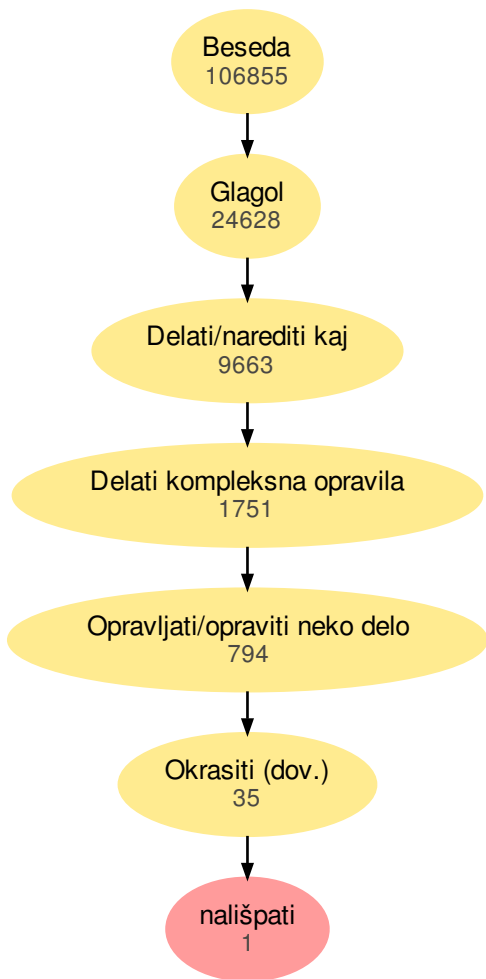 Beseda
106855
Glagol
24628
Delati/narediti kaj
9663
Delati kompleksna opravila
1751
Opravljati/opraviti neko delo
794
Okrasiti (dov.)
35
nališpati
1